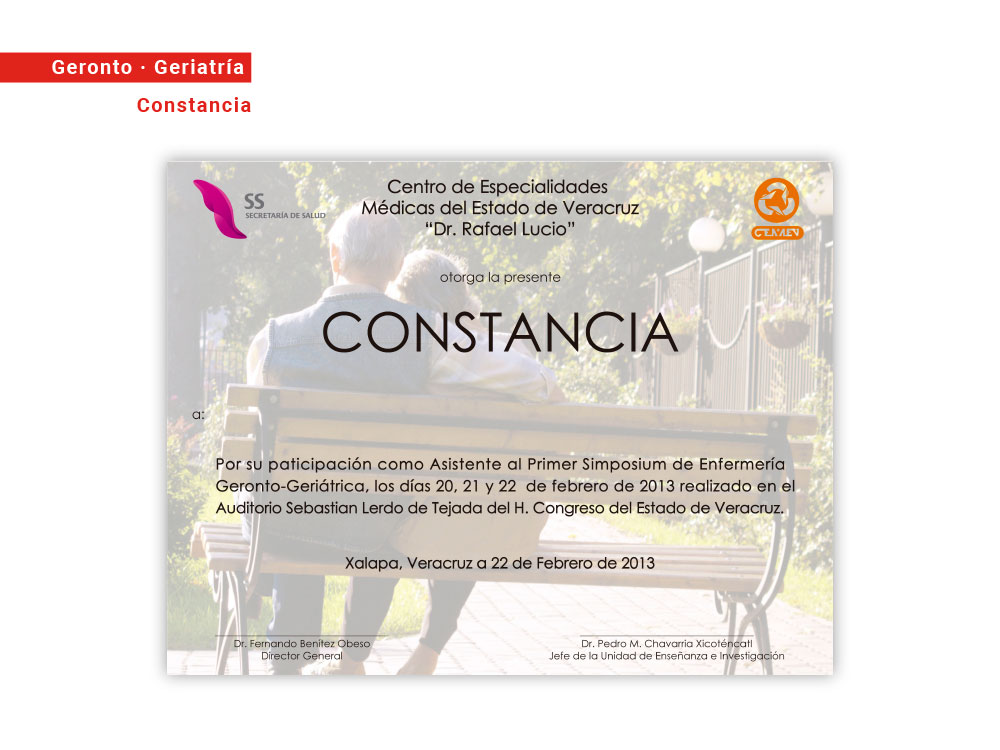 Geronto · Geriatría
Constancia
SS
SECRETARÍA DE SALUD
Centro de Especialidades
Médicas del Estado de Veracruz
“Dr. Rafael Lucio”
CEMAEV
otorga la presente
CONSTANCIA
a:
Por su paticipación como Asistente al Primer Simposium de Enfermería
Geronto-Geriátrica, los días 20, 21 y 22 de febrero de 2013 realizado en el
Auditorio Sebastian Lerdo de Tejada del H. Congreso del Estado de Veracruz.
Xalapa, Veracruz a 22 de Febrero de 2013
Dr. Fernando Benítez Obeso
Director General
Dr. Pedro M. Chavarría Xicoténcatl
Jefe de la Unidad de Enseñanza e Investigación